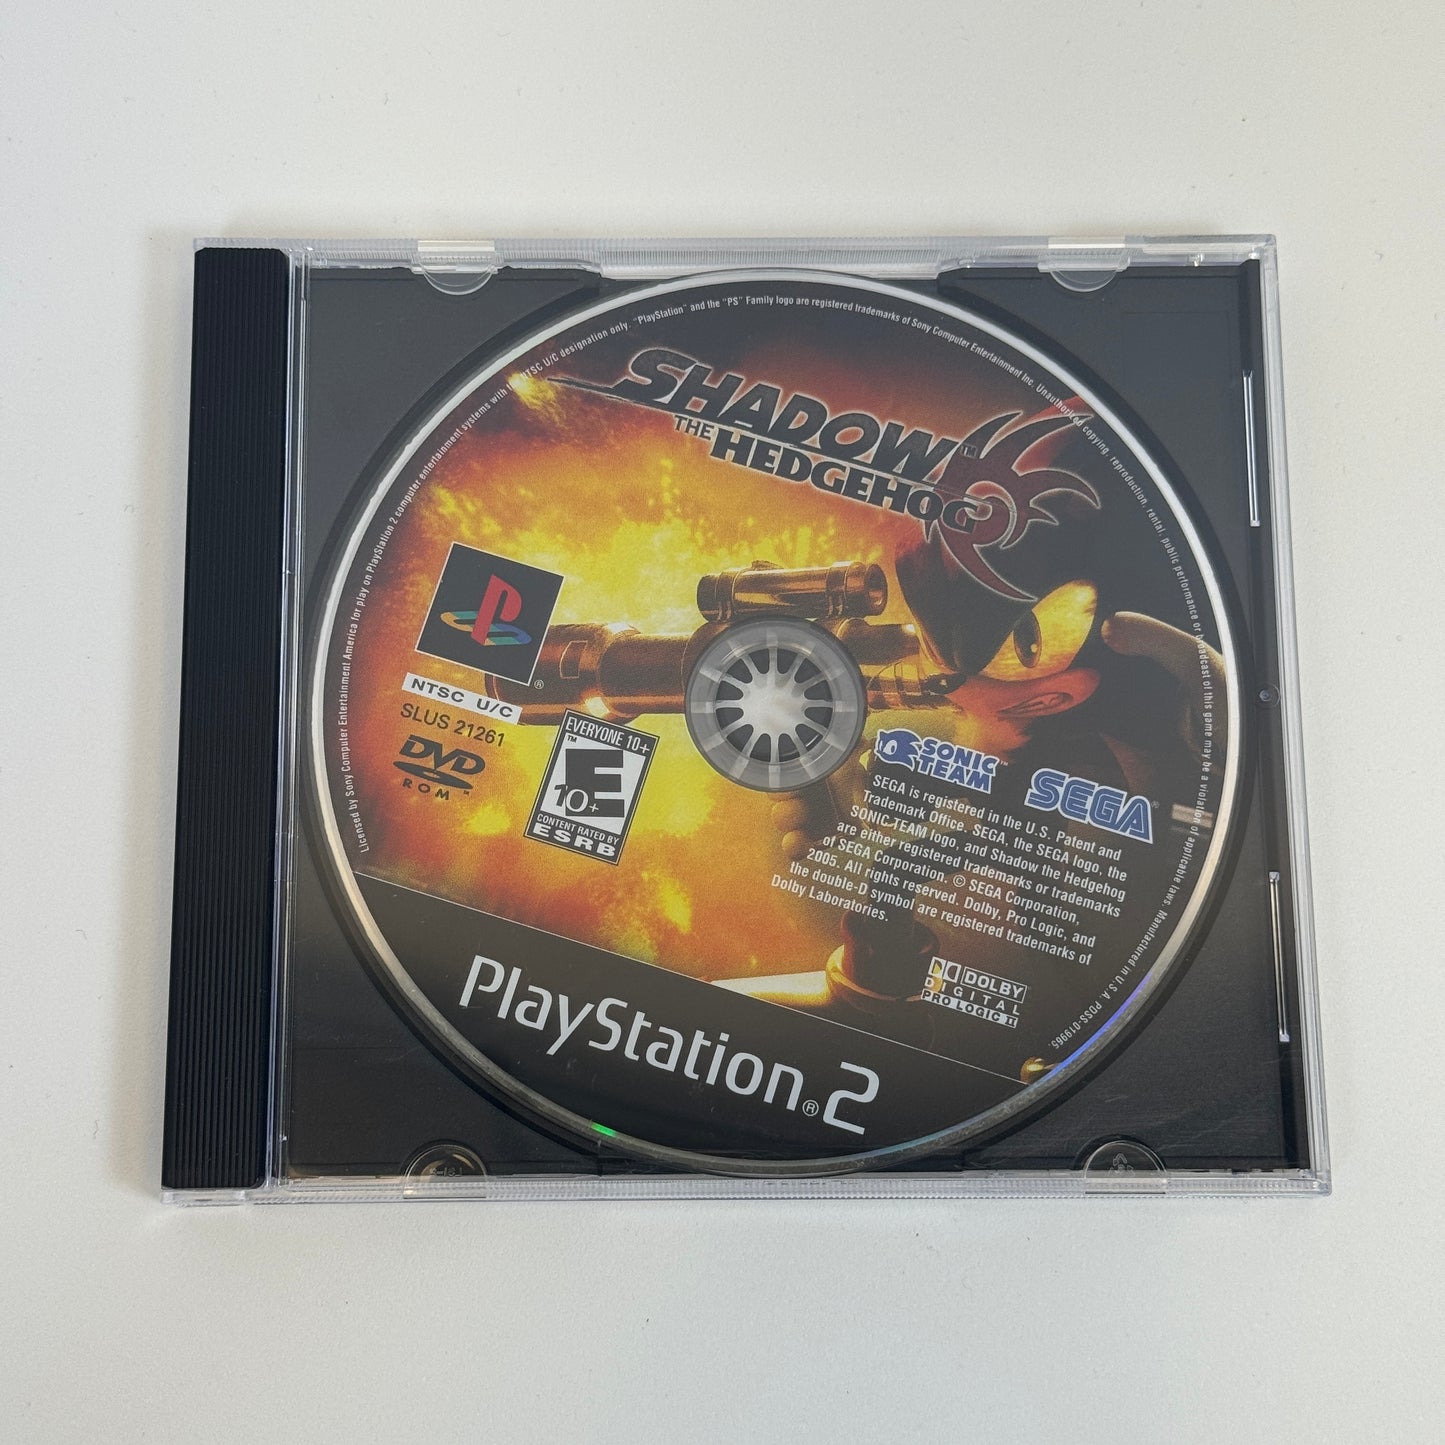 Licensed by Sony Computer Entertainment America for play on PlayStation 2 computer entertainment systems with the NTSC U/C designation only. "PlayStation" and the "PS" Family logo are registered trademarks of Sony Computer Entertainment Inc. Unauthorized copying, reproduction, rental, public performance or broadcast of this game may be a violation of applicable laws. Manufactured in U.S.A. PDSS-019965.
SHADOW™
THE HEDGEHOG
®
NTSC U/C
SLUS 21261
DVD
ROM™
EVERYONE 10+
™
E
10+
CONTENT RATED BY
ESRB
SONIC™
TEAM
SEGA®
SEGA is registered in the U.S. Patent and
Trademark Office. SEGA, the SEGA logo, the
SONIC TEAM logo, and Shadow the Hedgehog
are either registered trademarks or trademarks
of SEGA Corporation. © SEGA Corporation,
2005. All rights reserved. Dolby, Pro Logic, and
the double-D symbol are registered trademarks of
Dolby Laboratories.
DOLBY
DIGITAL
PRO LOGIC II
PlayStation®2